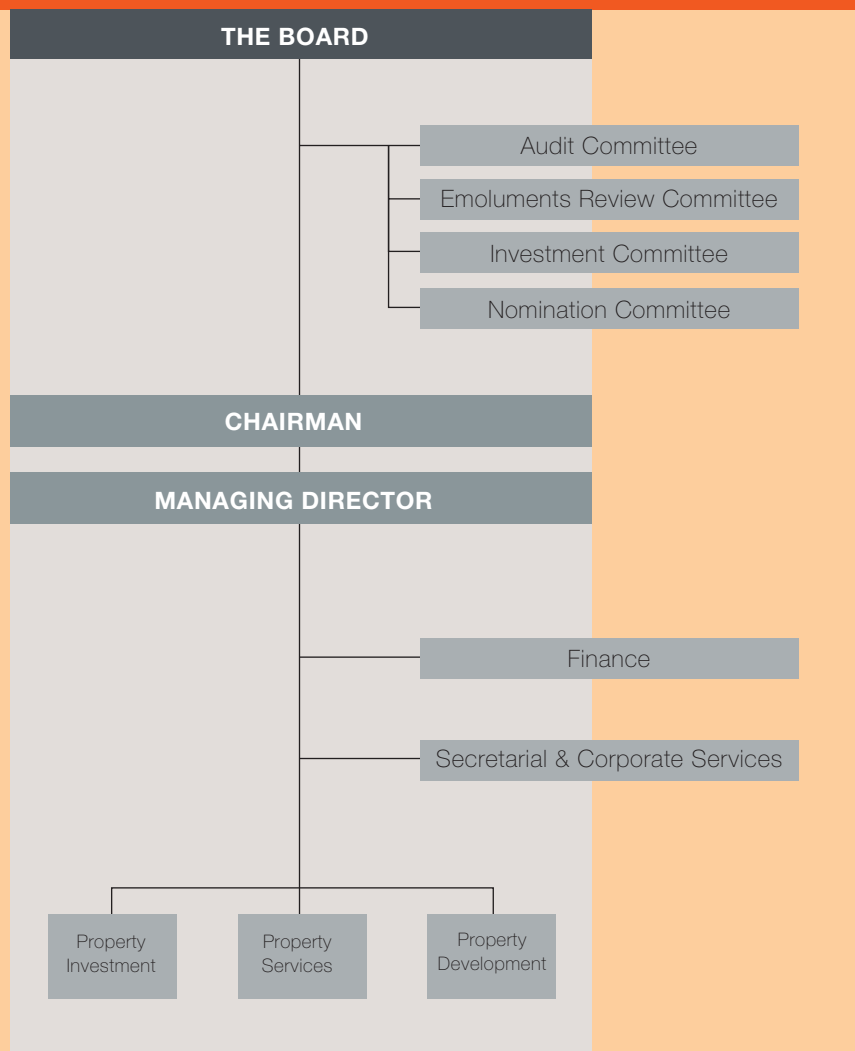 THE BOARD
Audit Committee
Emoluments Review Committee
Investment Committee
Nomination Committee
CHAIRMAN
MANAGING DIRECTOR
Finance
Secretarial & Corporate Services
Property
Investment
Property
Services
Property
Development